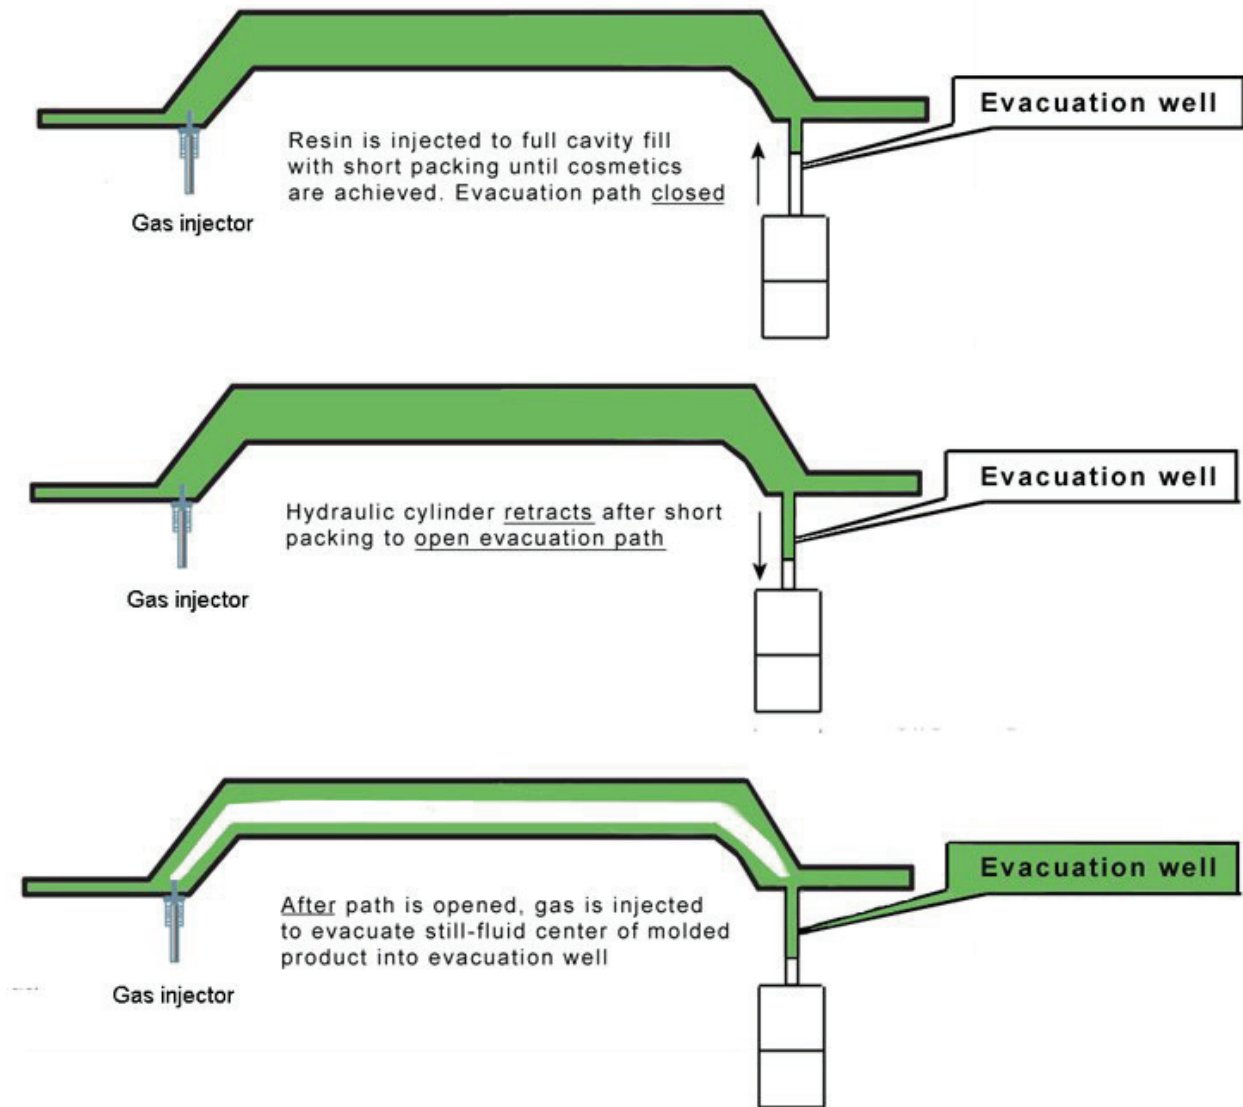 Evacuation well
Resin is injected to full cavity fill
with short packing until cosmetics
are achieved. Evacuation path closed
Gas injector
Evacuation well
Hydraulic cylinder retracts after short
packing to open evacuation path
Gas injector
Evacuation well
After path is opened, gas is injected
to evacuate still-fluid center of molded
product into evacuation well
Gas injector